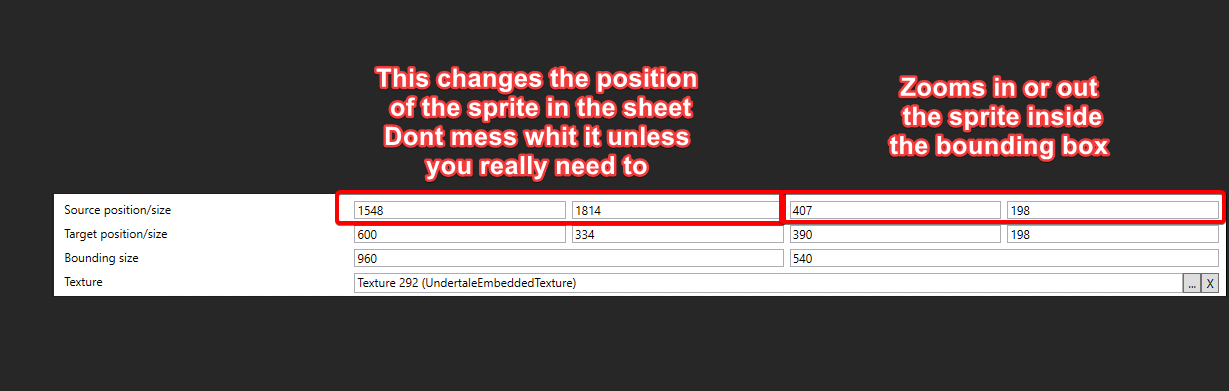 This changes the position
of the sprite in the sheet
Dont mess whit it unless
you really need to
Zooms in or out
the sprite inside
the bounding box
Source position/size 1548 1814 407 198
Target position/size 600 334 390 198
Bounding size 960 540
Texture Texture 292 (UndertaleEmbeddedTexture) ... X